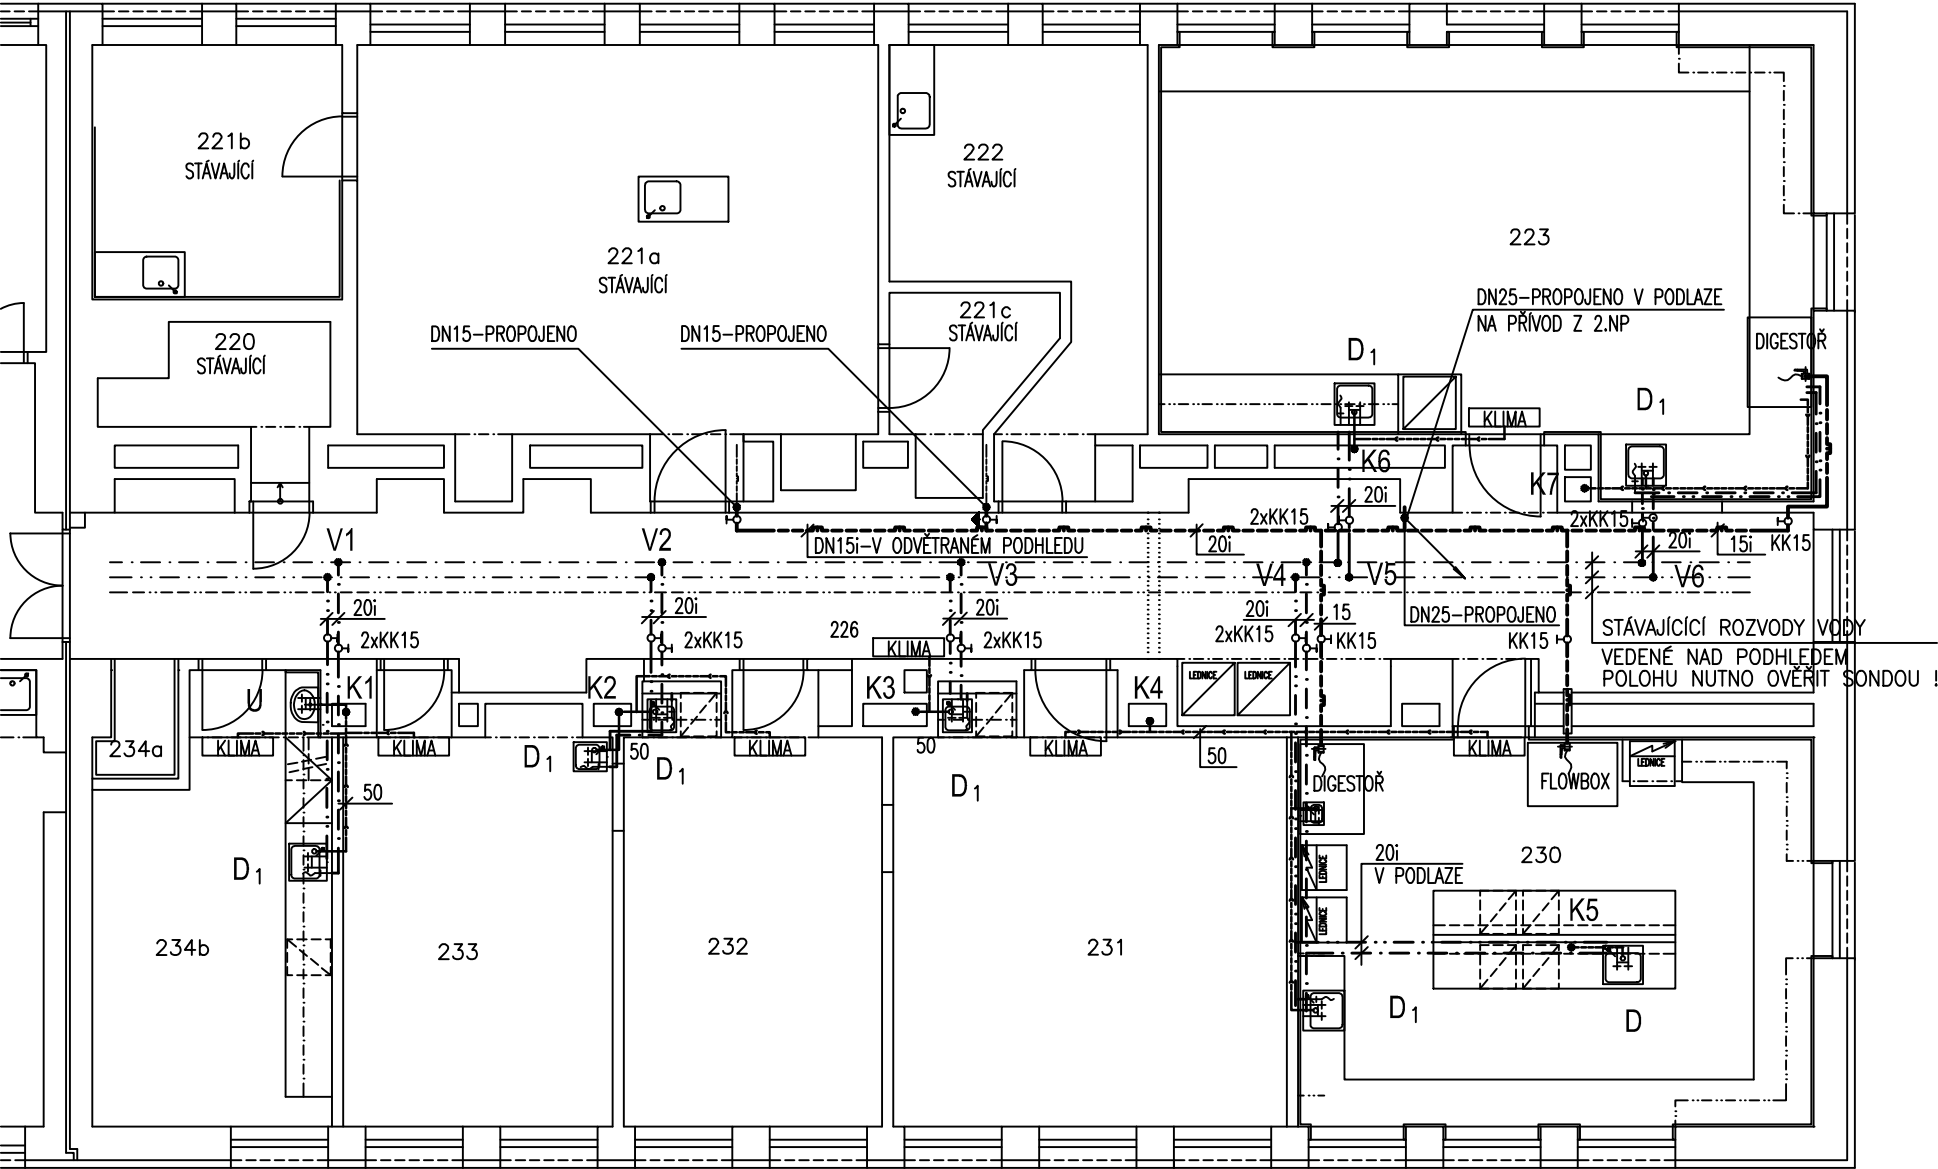 221b
STÁVAJÍCÍ
222
STÁVAJÍCÍ
223
221a
STÁVAJÍCÍ
221c
STÁVAJÍCÍ
220
STÁVAJÍCÍ
DN15-PROPOJENO
DN15-PROPOJENO
DN25-PROPOJENO V PODLAZE
NA PŘÍVOD Z 2.NP
DIGESTOŘ
D1
D1
KLIMA
K6
K7
20i
2xKK15
2xKK15
DN15i-V ODVĚTRANÉM PODHLEDU
20i
20i
15i
KK15
V1
V2
V3
V4
V5
V6
20i
2xKK15
20i
2xKK15
20i
2xKK15
226
KLIMA
20i
2xKK15
15
KK15
DN25-PROPOJENO
KK15
STÁVAJÍCÍCÍ ROZVODY VODY
VEDENÉ NAD PODHLEDEM
POLOHU NUTNO OVĚŘIT SONDOU !
U
K1
K2
K3
K4
LEDNICE
LEDNICE
234a
KLIMA
KLIMA
D1
50
D1
KLIMA
50
D1
KLIMA
50
KLIMA
DIGESTOŘ
FLOWBOX
LEDNICE
50
D1
LEDNICE
LEDNICE
20i
V PODLAZE
230
K5
234b
233
232
231
D1
D